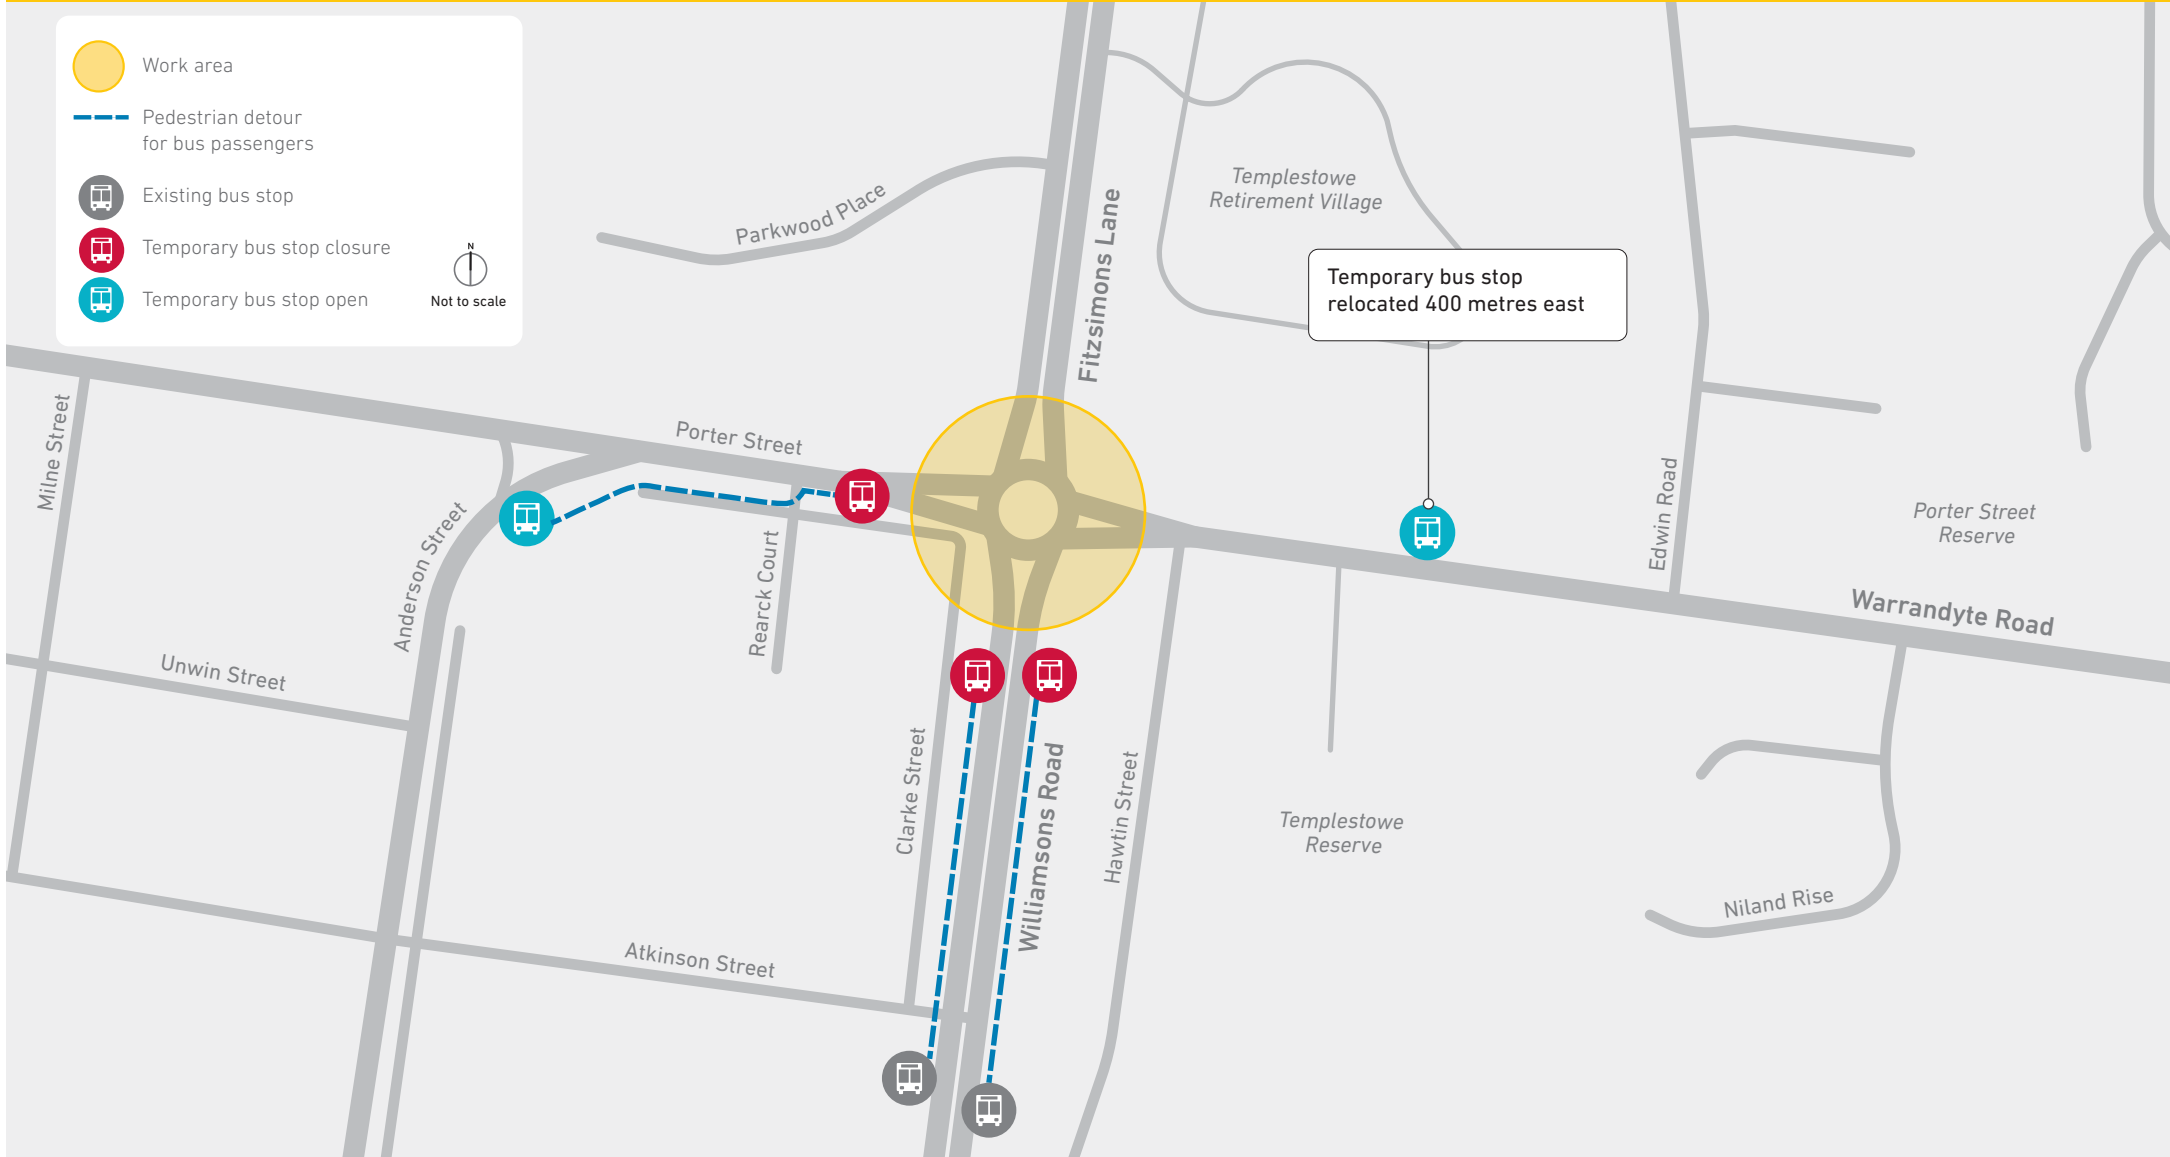 Work area
Pedestrian detour
for bus passengers
Existing bus stop
Temporary bus stop closure
Temporary bus stop open
N
Not to scale
Parkwood Place
Fitzsimons Lane
Templestowe
Retirement Village
Temporary bus stop
relocated 400 metres east
Milne Street
Porter Street
Anderson Street
Rearck Court
Edwin Road
Porter Street
Reserve
Warrandyte Road
Unwin Street
Clarke Street
Williamsons Road
Hawtin Street
Templestowe
Reserve
Niland Rise
Atkinson Street